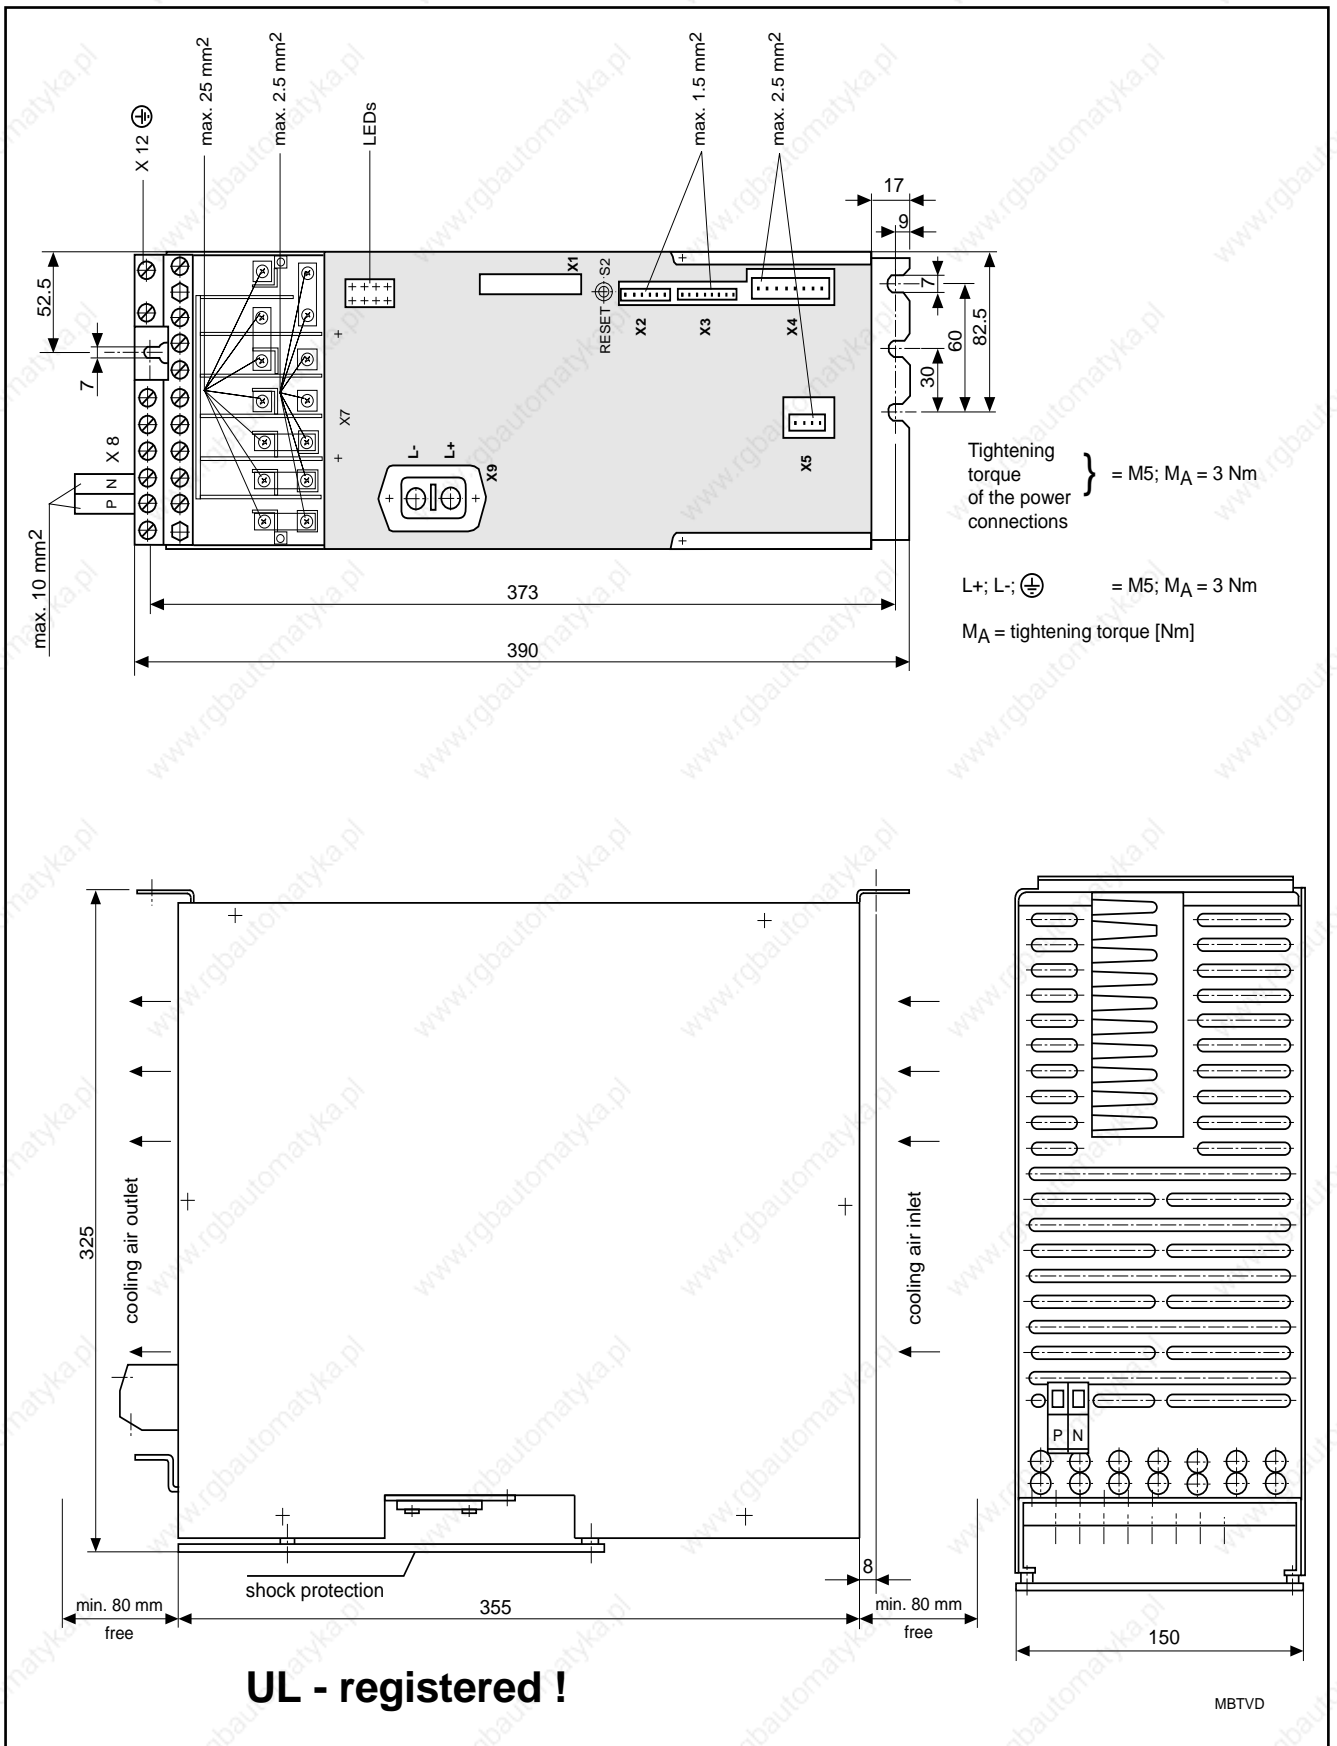 X 12
max. 25 mm2
max. 2.5 mm2
LEDs
max. 1.5 mm2
max. 2.5 mm2
17
9
52.5
7
X1
S2
RESET
X2
X3
X4
7
60
82.5
30
X7
L-
L+
X9
X5
X 8
N
P
max. 10 mm2
Tightening
torque
of the power
connections
} = M5; MA = 3 Nm
L+; L-; = M5; MA = 3 Nm
MA = tightening torque [Nm]
373
390
325
cooling air outlet
cooling air inlet
P N
shock protection
8
min. 80 mm
free
355
min. 80 mm
free
150
UL - registered !
MBTVD
www.rgbautomatyka.pl